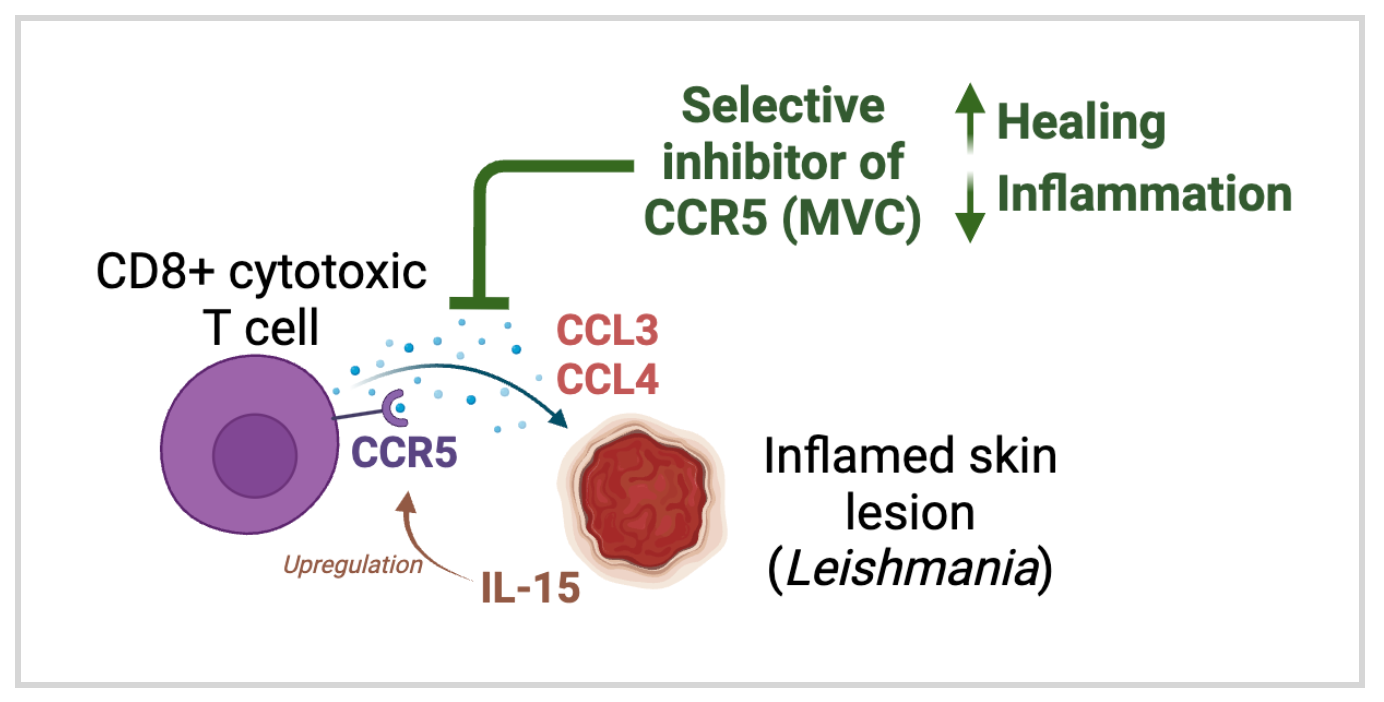 Selective
inhibitor of
CCR5 (MVC)
Healing
Inflammation
CD8+ cytotoxic
T cell
CCL3
CCL4
CCR5
Inflamed skin
lesion
(Leishmania)
Upregulation
IL-15